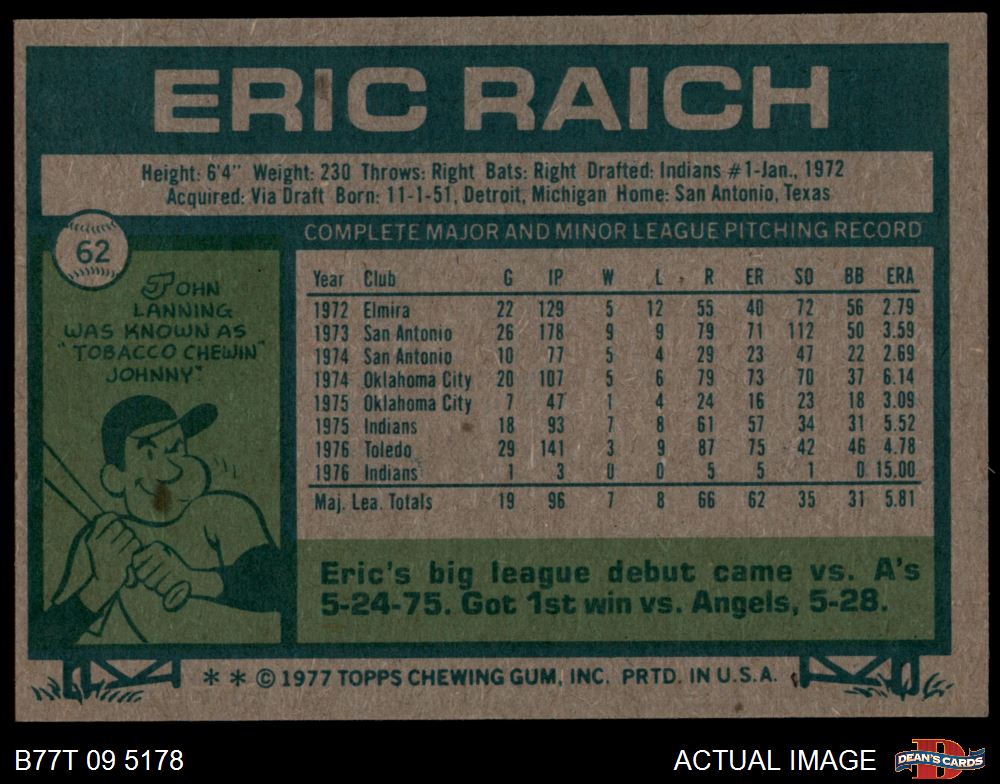 ERIC RAICH
Height: 6'4" Weight: 230 Throws: Right Bats: Right Drafted: Indians #1-Jan., 1972
Acquired: Via Draft Born: 11-1-51, Detroit, Michigan Home: San Antonio, Texas
62
JOHN
LANNING
WAS KNOWN AS
"TOBACCO CHEWIN'
JOHNNY."
COMPLETE MAJOR AND MINOR LEAGUE PITCHING RECORD
Year Club G IP W L R ER SO BB ERA
1972 Elmira 22 129 5 12 55 40 72 56 2.79
1973 San Antonio 26 178 9 9 79 71 112 50 3.59
1974 San Antonio 10 77 5 4 29 23 47 22 2.69
1974 Oklahoma City 20 107 5 6 79 73 70 37 6.14
1975 Oklahoma City 7 47 1 4 24 16 23 18 3.09
1975 Indians 18 93 7 8 61 57 34 31 5.52
1976 Toledo 29 141 3 9 87 75 42 46 4.78
1976 Indians 1 3 0 0 5 5 1 0 15.00
Maj. Lea. Totals 19 96 7 8 66 62 35 31 5.81
Eric's big league debut came vs. A's
5-24-75. Got 1st win vs. Angels, 5-28.
* * © 1977 TOPPS CHEWING GUM, INC. PRTD. IN U.S.A.
B77T 09 5178
ACTUAL IMAGE
DEAN'S CARDS